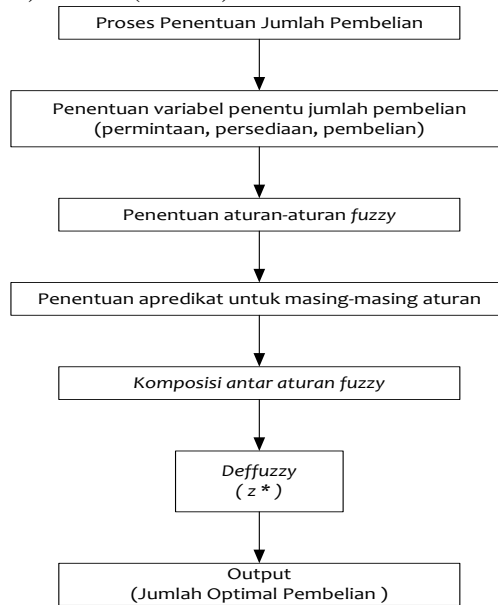 Proses Penentuan Jumlah Pembelian
Penentuan variabel penentu jumlah pembelian
(permintaan, persediaan, pembelian)
Penentuan aturan-aturan fuzzy
Penentuan apredikat untuk masing-masing aturan
Komposisi antar aturan fuzzy
Deffuzzy
( z * )
Output
(Jumlah Optimal Pembelian )